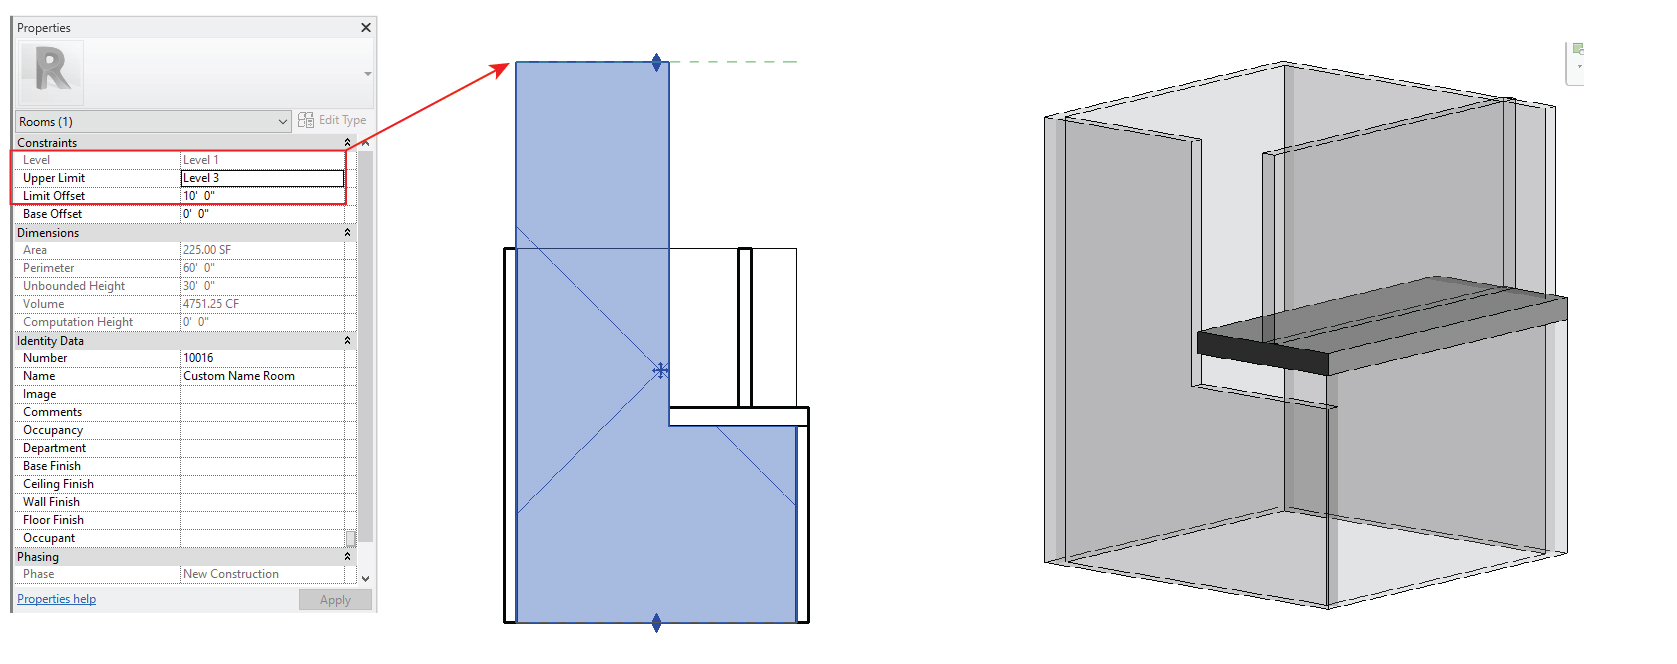 Properties
R
Rooms (1)
Edit Type
Constraints
Level Level 1
Upper Limit Level 3
Limit Offset 10' 0"
Base Offset 0' 0"
Dimensions
Area 225.00 SF
Perimeter 60' 0"
Unbounded Height 30' 0"
Volume 4751.25 CF
Computation Height 0' 0"
Identity Data
Number 10016
Name Custom Name Room
Image
Comments
Occupancy
Department
Base Finish
Ceiling Finish
Wall Finish
Floor Finish
Occupant
Phasing
Phase New Construction
Properties help
Apply